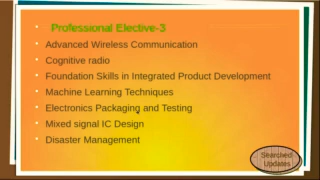 Professional Elective-3
Advanced Wireless Communication
Cognitive radio
Foundation Skills in Integrated Product Development
Machine Learning Techniques
Electronics Packaging and Testing
Mixed signal IC Design
Disaster Management
Searched
Updates